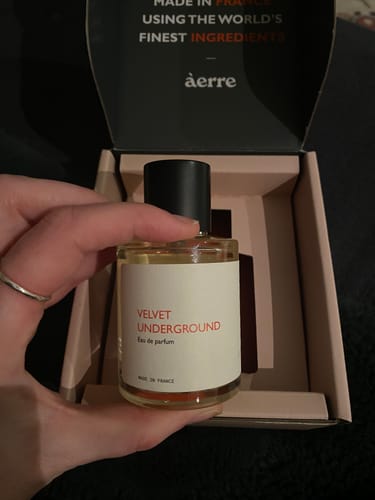 MADE IN FRANCE
USING THE WORLD'S
FINEST INGREDIENTS
àerre
VELVET
UNDERGROUND
Eau de parfum
MADE IN FRANCE